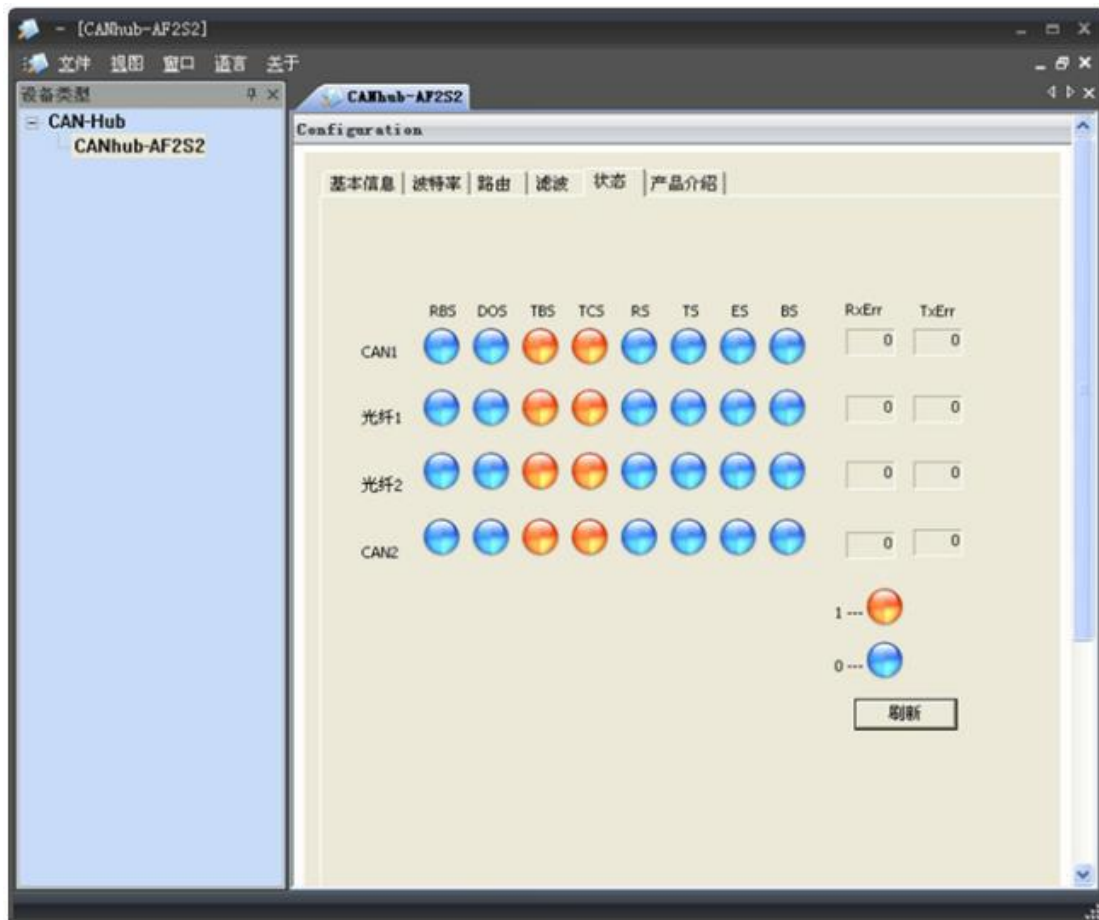 - [CANhub-AF2S2]
文件 视图 窗口 语言 关于
设备类型
CANhub-AF2S2
CAN-Hub
CANhub-AF2S2
Configuration
基本信息 波特率 路由 滤波 状态 产品介绍
RBS DOS TBS TCS RS TS ES BS RxErr TxErr
CAN1 0 0
光纤1 0 0
光纤2 0 0
CAN2 0 0
1 ---
0 ---
刷新